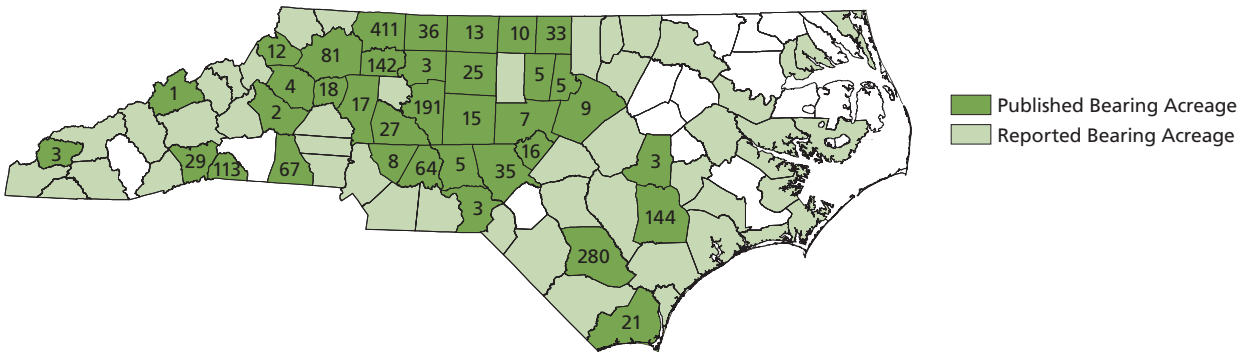 411 36 13 10 33
12 81
142 3 25 5 5
1 4 18 17 191 9
2 27 15 7
3 29 113 67 8 64 5 35 16 3
3 144
280
21
Published Bearing Acreage
Reported Bearing Acreage